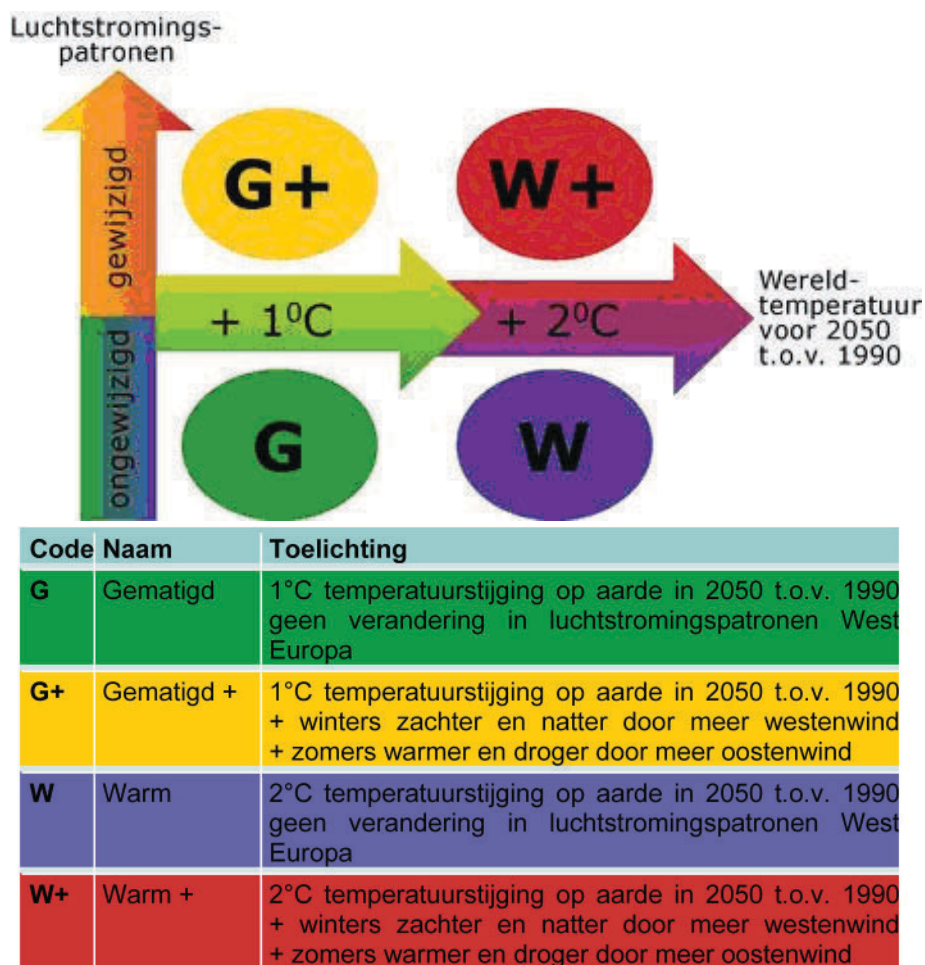 Luchtstromings-
patronen
gewijzigd
ongewijzigd
G+
W+
+ 1⁰C
+ 2⁰C
Wereld-
temperatuur
voor 2050
t.o.v. 1990
G
W
Code Naam Toelichting
G Gematigd 1°C temperatuurstijging op aarde in 2050 t.o.v. 1990
geen verandering in luchtstromingspatronen West
Europa
G+ Gematigd + 1°C temperatuurstijging op aarde in 2050 t.o.v. 1990
+ winters zachter en natter door meer westenwind
+ zomers warmer en droger door meer oostenwind
W Warm 2°C temperatuurstijging op aarde in 2050 t.o.v. 1990
geen verandering in luchtstromingspatronen West
Europa
W+ Warm + 2°C temperatuurstijging op aarde in 2050 t.o.v. 1990
+ winters zachter en natter door meer westenwind
+ zomers warmer en droger door meer oostenwind